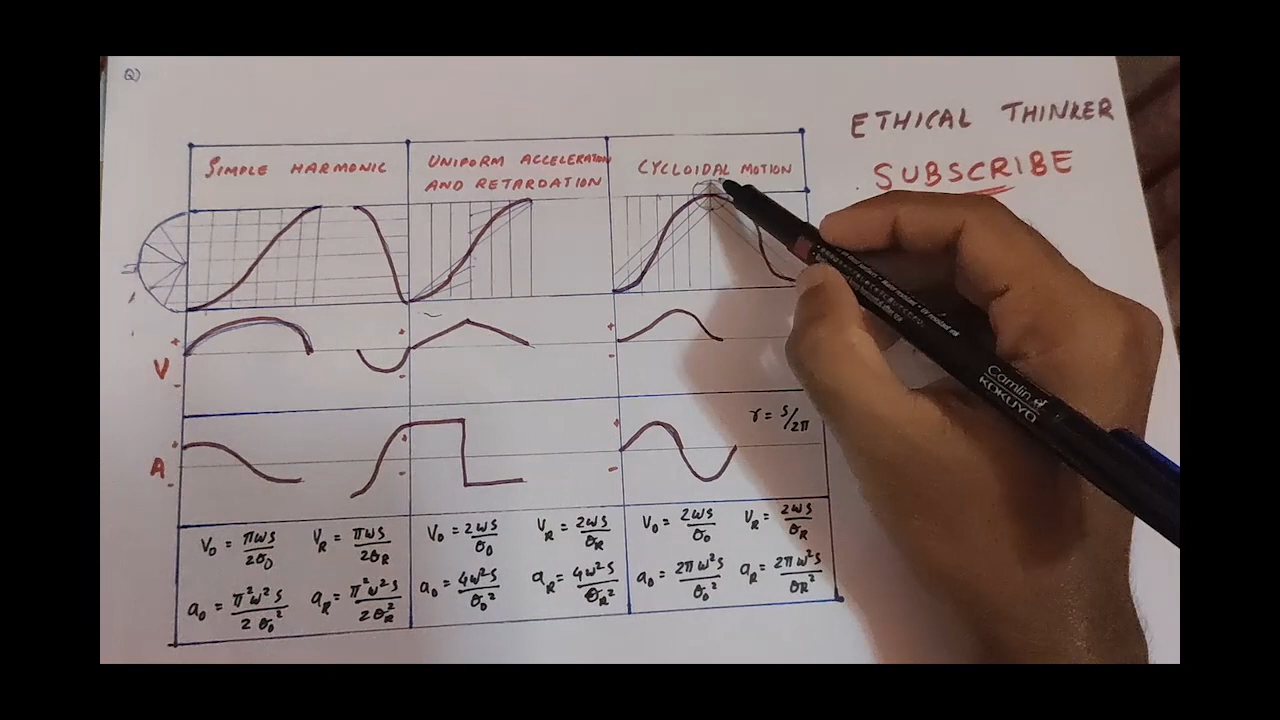 Q)
ETHICAL THINKER
SUBSCRIBE
SIMPLE HARMONIC
UNIFORM ACCELERATION
AND RETARDATION
CYCLOIDAL MOTION
V
+
-
+
-
+
-
A
+
-
+
-
+
-
r = S/2π
V₀ = πωS/2θ₀
V_R = πωS/2θ_R
a₀ = π²ω²S/2θ₀²
a_R = π²ω²S/2θ_R²
V₀ = 2ωS/θ₀
V_R = 2ωS/θ_R
a₀ = 4ω²S/θ₀²
a_R = 4ω²S/θ_R²
V₀ = 2ωS/θ₀
V_R = 2ωS/θ_R
a₀ = 2πω²S/θ₀²
a_R = 2πω²S/θ_R²
Camlin
KOKUYO